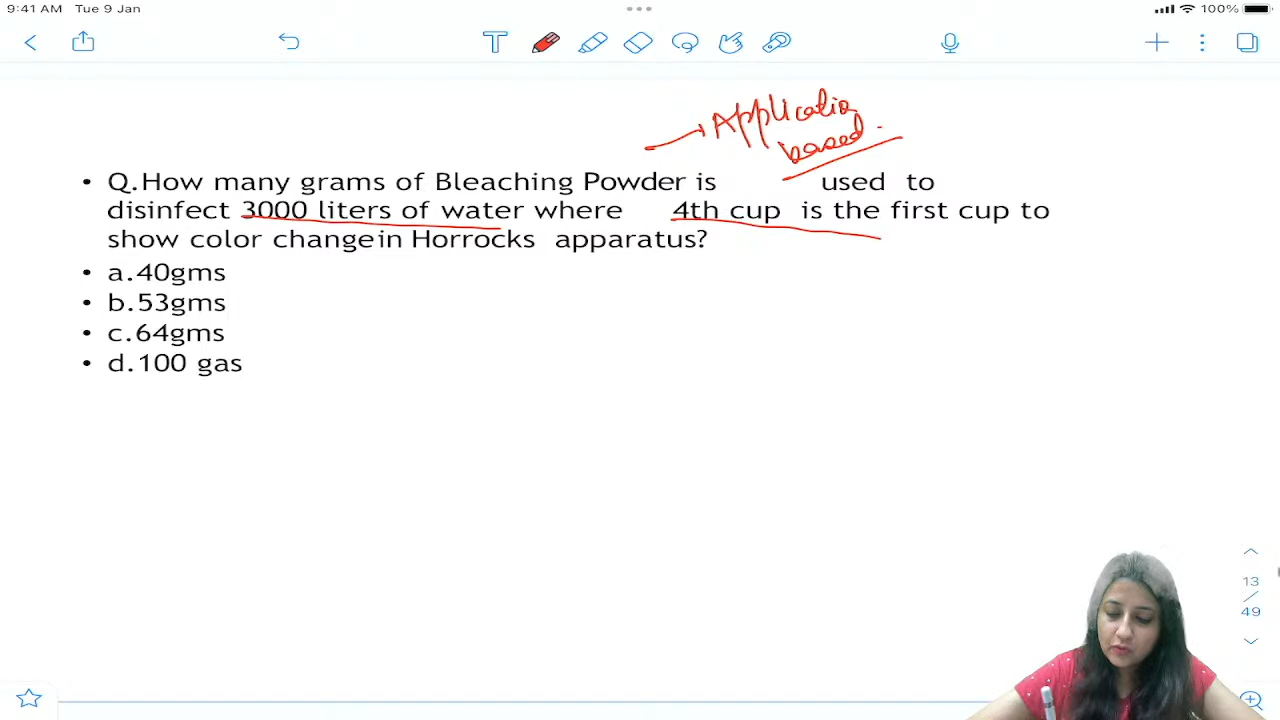 9:41 AM Tue 9 Jan
100%
T
Application
based.
• Q.How many grams of Bleaching Powder is used to
disinfect 3000 liters of water where 4th cup is the first cup to
show color changein Horrocks apparatus?
• a.40gms
• b.53gms
• c.64gms
• d.100 gas
13
49